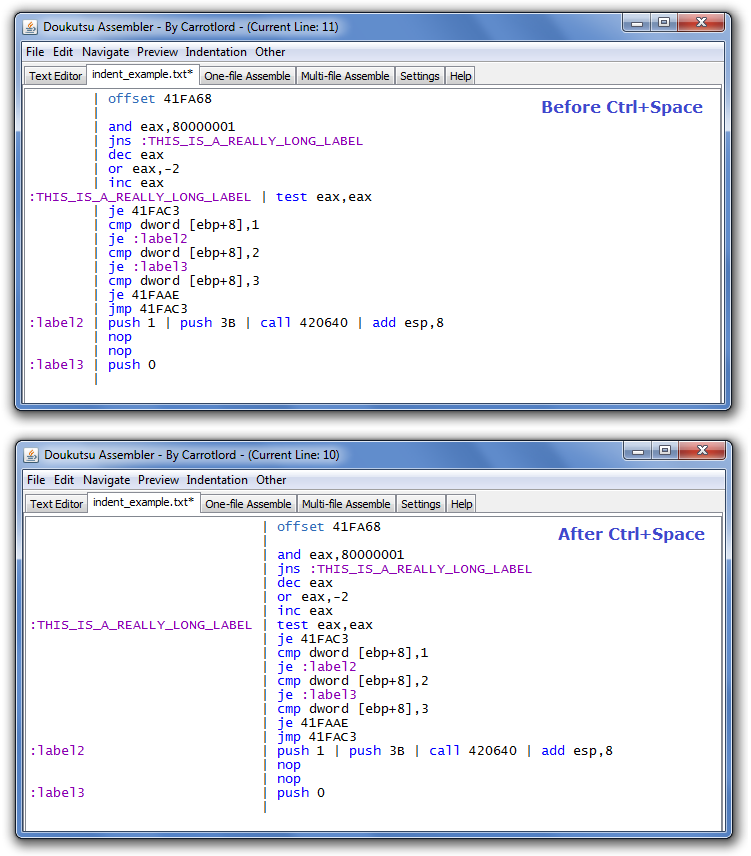 Doukutsu Assembler - By Carrotlord - (Current Line: 11)
File Edit Navigate Preview Indentation Other
Text Editor indent_example.txt* One-file Assemble Multi-file Assemble Settings Help
| offset 41FA68
Before Ctrl+Space
|
| and eax,80000001
| jns :THIS_IS_A_REALLY_LONG_LABEL
| dec eax
| or eax,-2
| inc eax
:THIS_IS_A_REALLY_LONG_LABEL | test eax,eax
| je 41FAC3
| cmp dword [ebp+8],1
| je :label2
| cmp dword [ebp+8],2
| je :label3
| cmp dword [ebp+8],3
| je 41FAAE
| jmp 41FAC3
:label2 | push 1 | push 3B | call 420640 | add esp,8
| nop
| nop
:label3 | push 0
|
Doukutsu Assembler - By Carrotlord - (Current Line: 10)
File Edit Navigate Preview Indentation Other
Text Editor indent_example.txt* One-file Assemble Multi-file Assemble Settings Help
| offset 41FA68
After Ctrl+Space
|
| and eax,80000001
| jns :THIS_IS_A_REALLY_LONG_LABEL
| dec eax
| or eax,-2
| inc eax
:THIS_IS_A_REALLY_LONG_LABEL | test eax,eax
| je 41FAC3
| cmp dword [ebp+8],1
| je :label2
| cmp dword [ebp+8],2
| je :label3
| cmp dword [ebp+8],3
| je 41FAAE
| jmp 41FAC3
:label2 | push 1 | push 3B | call 420640 | add esp,8
| nop
| nop
:label3 | push 0
|